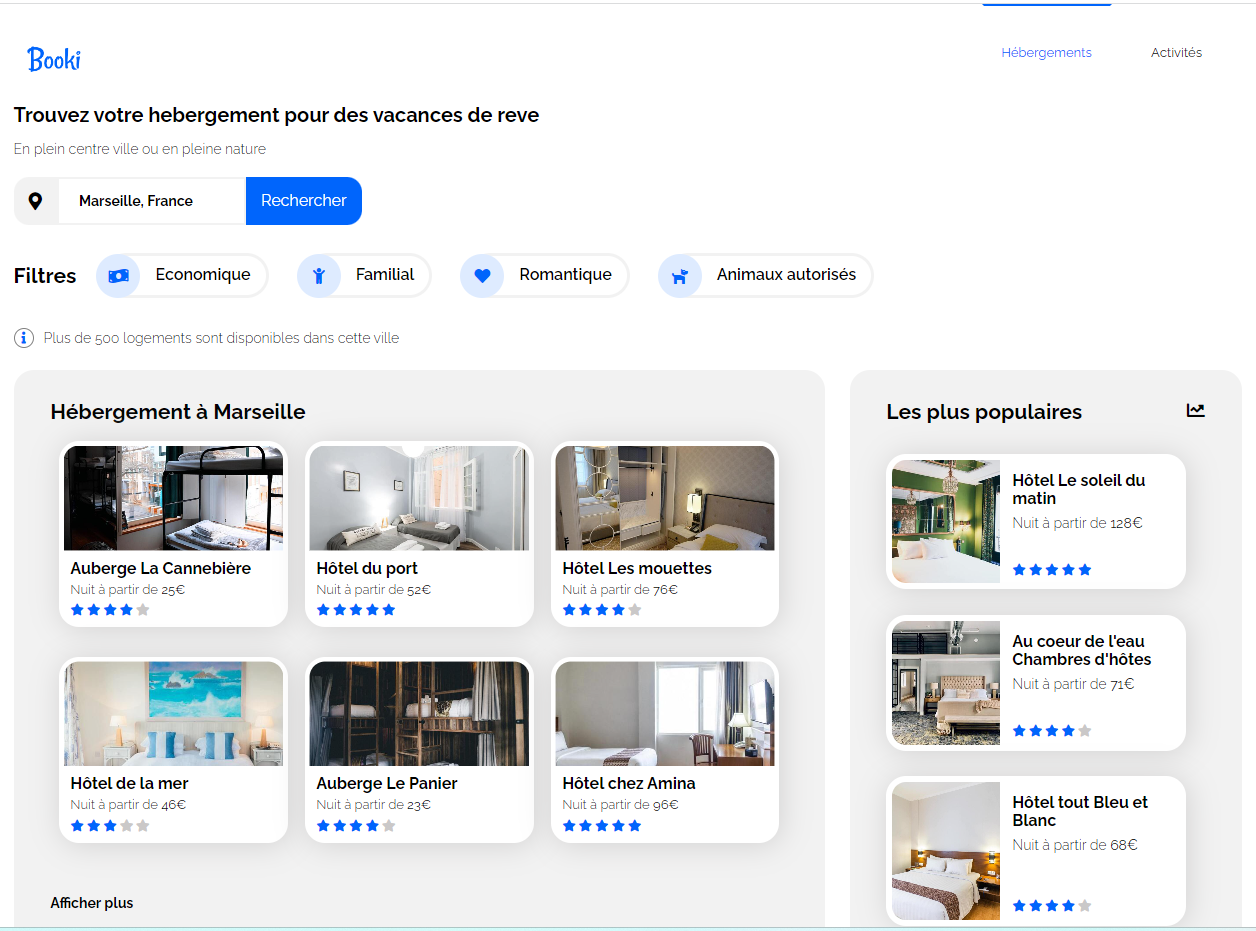 Booki
Hébergements
Activités
Trouvez votre hebergement pour des vacances de reve
En plein centre ville ou en pleine nature
Marseille, France
Rechercher
Filtres
Economique
Familial
Romantique
Animaux autorisés
Plus de 500 logements sont disponibles dans cette ville
Hébergement à Marseille
Auberge La Cannebière
Nuit à partir de 25€
Hôtel du port
Nuit à partir de 52€
Hôtel Les mouettes
Nuit à partir de 76€
Hôtel de la mer
Nuit à partir de 46€
Auberge Le Panier
Nuit à partir de 23€
Hôtel chez Amina
Nuit à partir de 96€
Afficher plus
Les plus populaires
Hôtel Le soleil du
matin
Nuit à partir de 128€
Au coeur de l'eau
Chambres d'hôtes
Nuit à partir de 71€
Hôtel tout Bleu et
Blanc
Nuit à partir de 68€